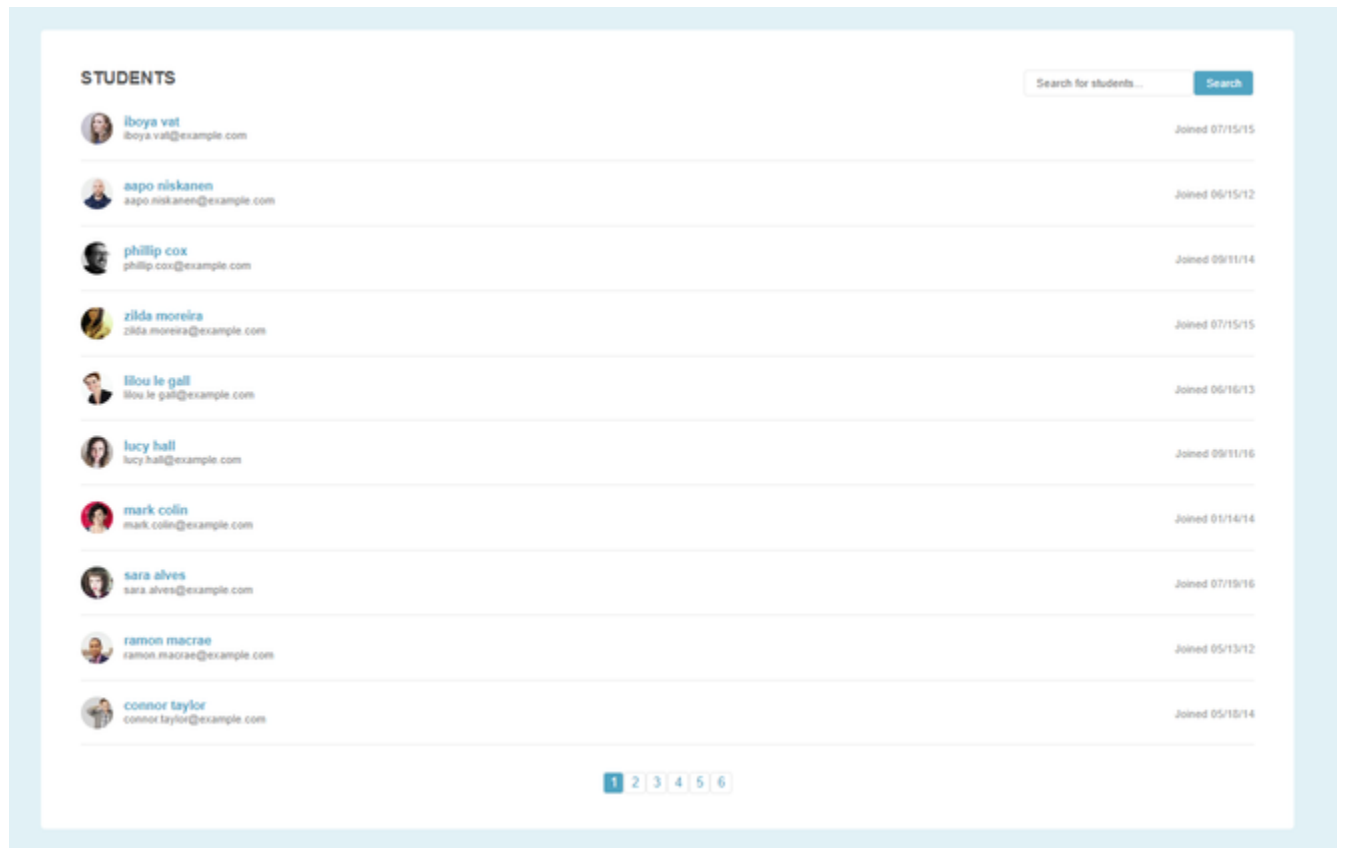 STUDENTS
Search for students...
Search
iboya vat
iboya.vat@example.com
Joined 07/15/15
aapo niskanen
aapo.niskanen@example.com
Joined 06/15/12
phillip cox
phillip.cox@example.com
Joined 09/11/14
zilda moreira
zilda.moreira@example.com
Joined 07/15/15
lilou le gall
lilou.le gall@example.com
Joined 06/16/13
lucy hall
lucy.hall@example.com
Joined 09/11/16
mark colin
mark.colin@example.com
Joined 01/14/14
sara alves
sara.alves@example.com
Joined 07/19/16
ramon macrae
ramon.macrae@example.com
Joined 05/13/12
connor taylor
connor.taylor@example.com
Joined 05/18/14
1 2 3 4 5 6